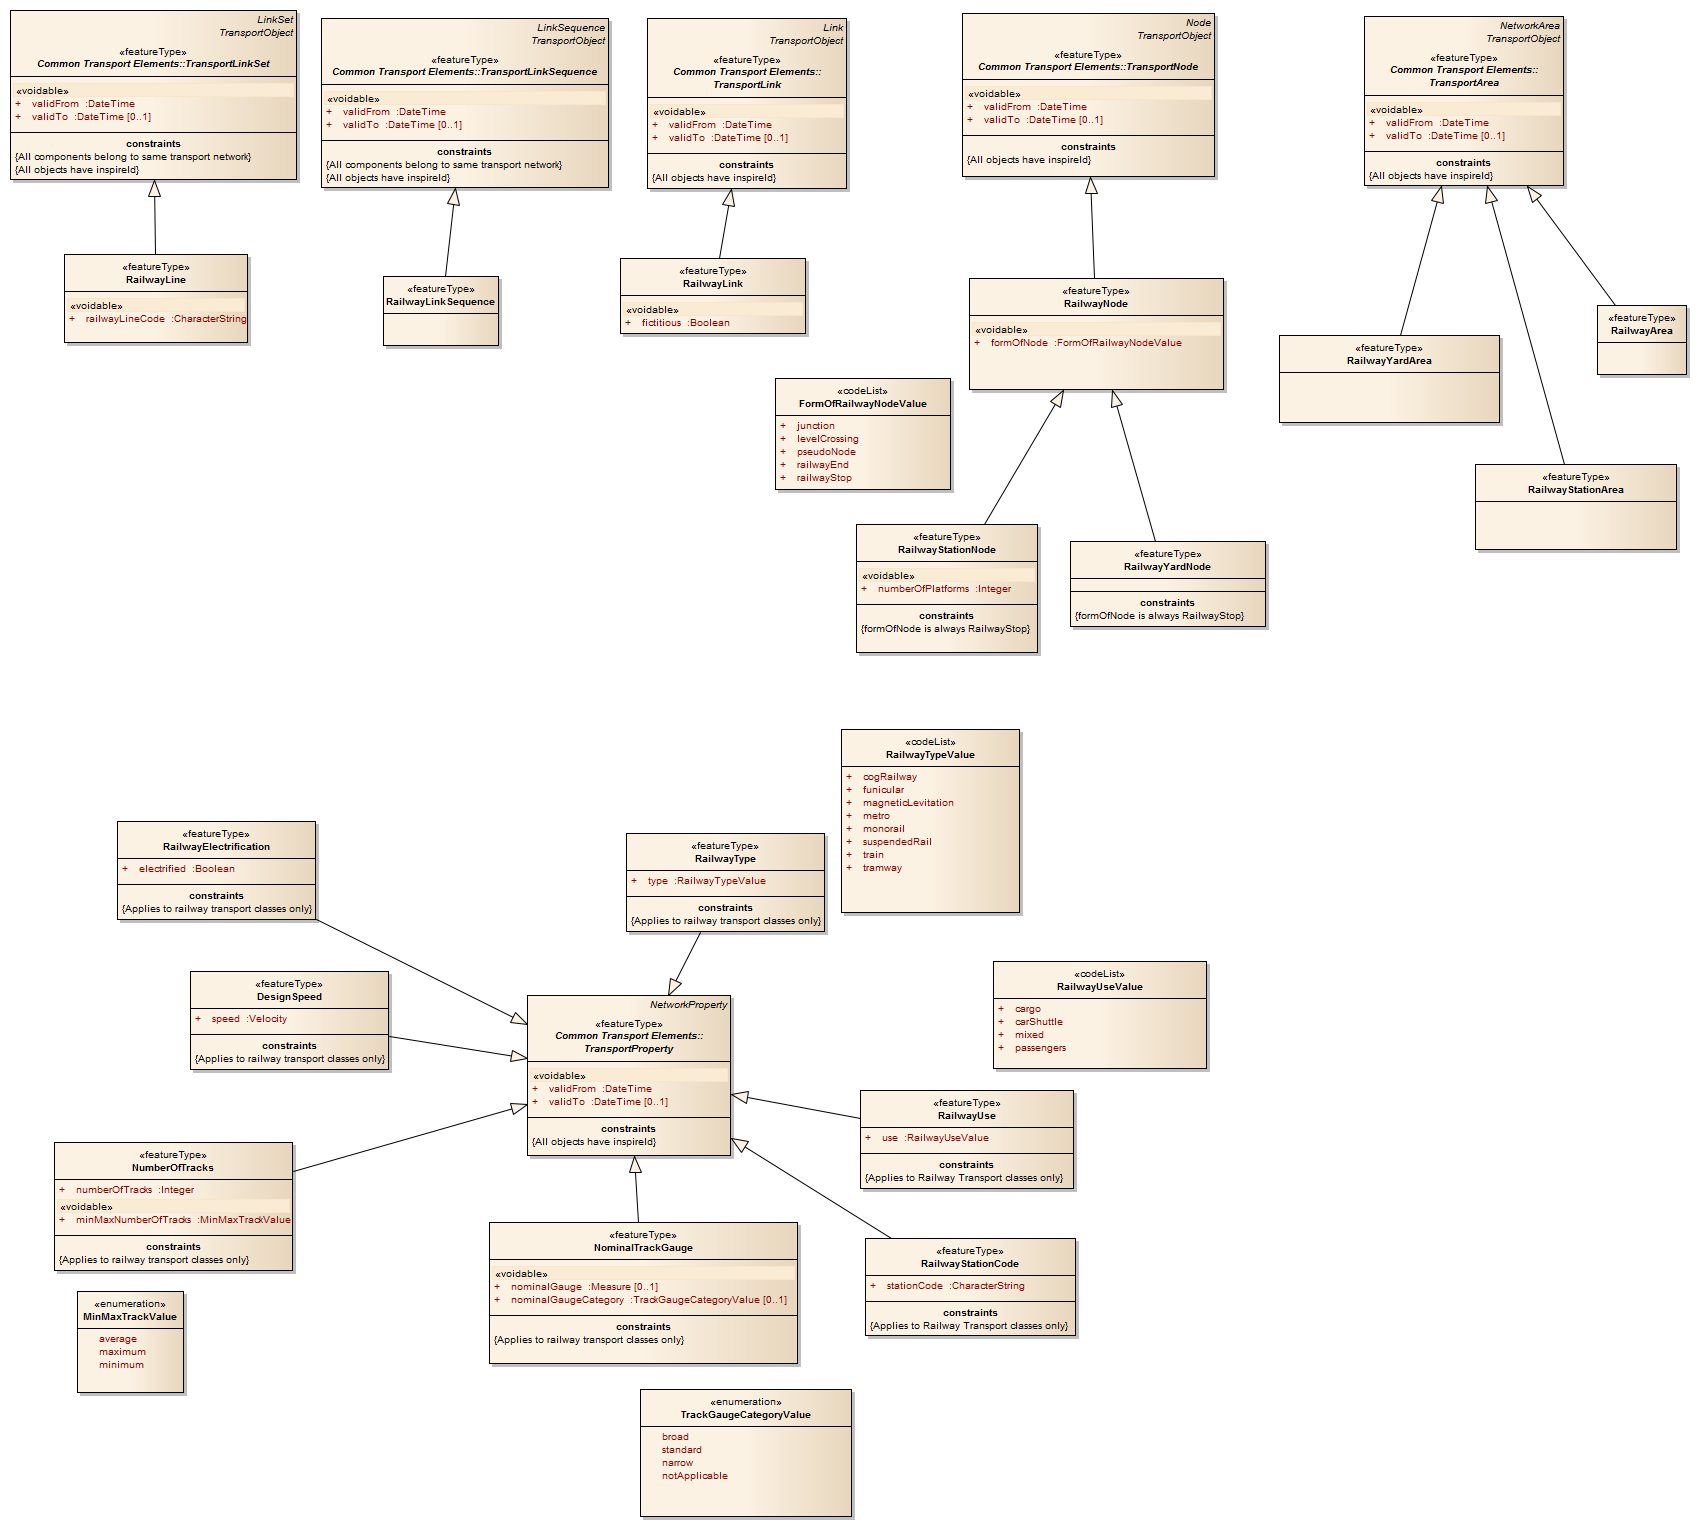 LinkSet
TransportObject
«featureType»
Common Transport Elements::TransportLinkSet
«voidable»
+ validFrom :DateTime
+ validTo :DateTime [0..1]
constraints
{All components belong to same transport network}
{All objects have inspireId}
LinkSequence
TransportObject
«featureType»
Common Transport Elements::TransportLinkSequence
«voidable»
+ validFrom :DateTime
+ validTo :DateTime [0..1]
constraints
{All components belong to same transport network}
{All objects have inspireId}
Link
TransportObject
«featureType»
Common Transport Elements::
TransportLink
«voidable»
+ validFrom :DateTime
+ validTo :DateTime [0..1]
constraints
{All objects have inspireId}
Node
TransportObject
«featureType»
Common Transport Elements::TransportNode
«voidable»
+ validFrom :DateTime
+ validTo :DateTime [0..1]
constraints
{All objects have inspireId}
NetworkArea
TransportObject
«featureType»
Common Transport Elements::
TransportArea
«voidable»
+ validFrom :DateTime
+ validTo :DateTime [0..1]
constraints
{All objects have inspireId}
«featureType»
RailwayLine
«voidable»
+ railwayLineCode :CharacterString
«featureType»
RailwayLinkSequence
«featureType»
RailwayLink
«voidable»
+ fictitious :Boolean
«featureType»
RailwayNode
«voidable»
+ formOfNode :FormOfRailwayNodeValue
«featureType»
RailwayYardArea
«featureType»
RailwayArea
«codeList»
FormOfRailwayNodeValue
+ junction
+ levelCrossing
+ pseudoNode
+ railwayEnd
+ railwayStop
«featureType»
RailwayStationArea
«featureType»
RailwayStationNode
«voidable»
+ numberOfPlatforms :Integer
constraints
{formOfNode is always RailwayStop}
«featureType»
RailwayYardNode
constraints
{formOfNode is always RailwayStop}
«codeList»
RailwayTypeValue
+ cogRailway
+ funicular
+ magneticLevitation
+ metro
+ monorail
+ suspendedRail
+ train
+ tramway
«featureType»
RailwayElectrification
+ electrified :Boolean
constraints
{Applies to railway transport classes only}
«featureType»
RailwayType
+ type :RailwayTypeValue
constraints
{Applies to railway transport classes only}
«codeList»
RailwayUseValue
+ cargo
+ carShuttle
+ mixed
+ passengers
«featureType»
DesignSpeed
+ speed :Velocity
constraints
{Applies to railway transport classes only}
NetworkProperty
«featureType»
Common Transport Elements::
TransportProperty
«voidable»
+ validFrom :DateTime
+ validTo :DateTime [0..1]
constraints
{All objects have inspireId}
«featureType»
RailwayUse
+ use :RailwayUseValue
constraints
{Applies to Railway Transport classes only}
«featureType»
NumberOfTracks
+ numberOfTracks :Integer
«voidable»
+ minMaxNumberOfTracks :MinMaxTrackValue
constraints
{Applies to railway transport classes only}
«featureType»
NominalTrackGauge
«voidable»
+ nominalGauge :Measure [0..1]
+ nominalGaugeCategory :TrackGaugeCategoryValue [0..1]
constraints
{Applies to railway transport classes only}
«featureType»
RailwayStationCode
+ stationCode :CharacterString
constraints
{Applies to Railway Transport classes only}
«enumeration»
MinMaxTrackValue
average
maximum
minimum
«enumeration»
TrackGaugeCategoryValue
broad
standard
narrow
notApplicable